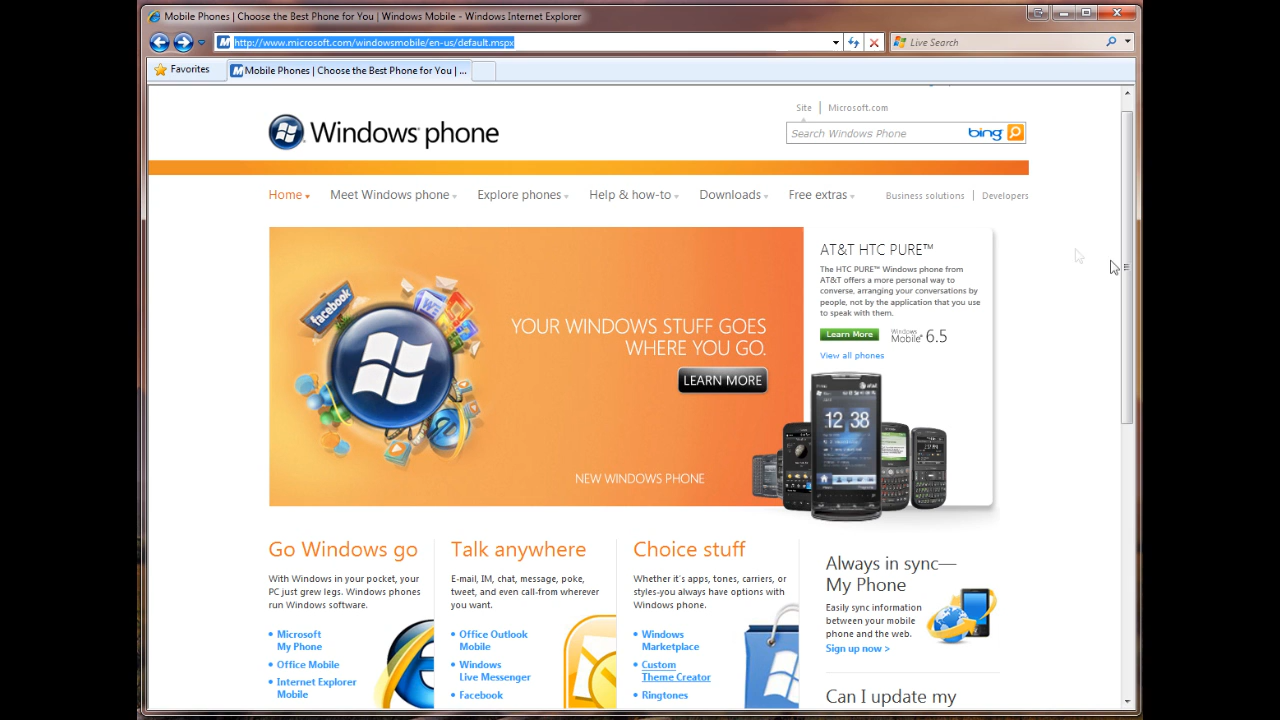 Mobile Phones | Choose the Best Phone for You | Windows Mobile - Windows Internet Explorer
http://www.microsoft.com/windowsmobile/en-us/default.mspx
Live Search
Favorites
Mobile Phones | Choose the Best Phone for You | ...
Site | Microsoft.com
Windows phone
Search Windows Phone
bing
Home
Meet Windows phone
Explore phones
Help & how-to
Downloads
Free extras
Business solutions | Developers
facebook
YOUR WINDOWS STUFF GOES
WHERE YOU GO.
LEARN MORE
NEW WINDOWS PHONE
AT&T HTC PURE™
The HTC PURE™ Windows phone from
AT&T offers a more personal way to
converse, arranging your conversations by
people, not by the application that you use
to speak with them.
Learn More
Windows
Mobile® 6.5
View all phones
12 38
Go Windows go
With Windows in your pocket, your
PC just grew legs. Windows phones
run Windows software.
• Microsoft
My Phone
• Office Mobile
• Internet Explorer
Mobile
Talk anywhere
E-mail, IM, chat, message, poke,
tweet, and even call-from wherever
you want.
• Office Outlook
Mobile
• Windows
Live Messenger
• Facebook
Choice stuff
Whether it's apps, tones, carriers, or
styles-you always have options with
Windows phone.
• Windows
Marketplace
• Custom
Theme Creator
• Ringtones
Always in sync—
My Phone
Easily sync information
between your mobile
phone and the web.
Sign up now >
Can I update my